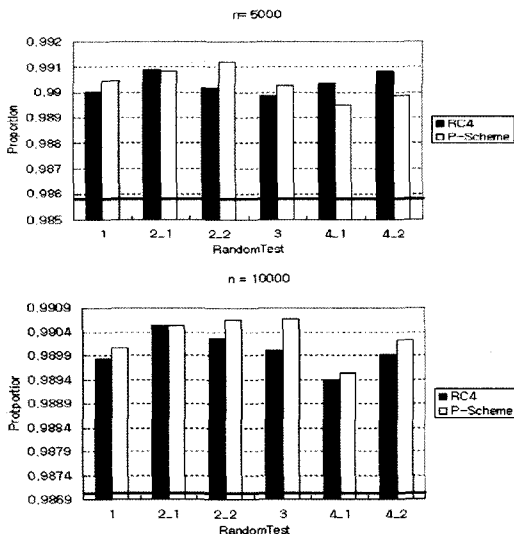 n= 5000
0,992
0,991
0,99
0,989
0,988
0,987
0,986
0,985
Proportion
1 2_1 2_2 3 4_1 4_2
RandomTest
RC4
P-Scheme
n = 10000
0,9909
0,9904
0,9899
0,9894
0,9889
0,9884
0,9879
0,9874
0,9869
Protportior
1 2_1 2_2 3 4_1 4_2
RandomTest
RC4
P-Scheme